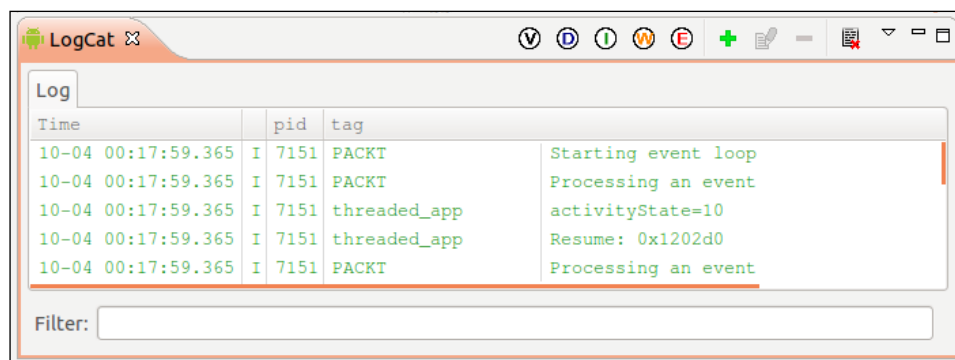 LogCat V D I W E
Log
Time pid tag
10-04 00:17:59.365 I 7151 PACKT Starting event loop
10-04 00:17:59.365 I 7151 PACKT Processing an event
10-04 00:17:59.365 I 7151 threaded_app activityState=10
10-04 00:17:59.365 I 7151 threaded_app Resume: 0x1202d0
10-04 00:17:59.365 I 7151 PACKT Processing an event
Filter: